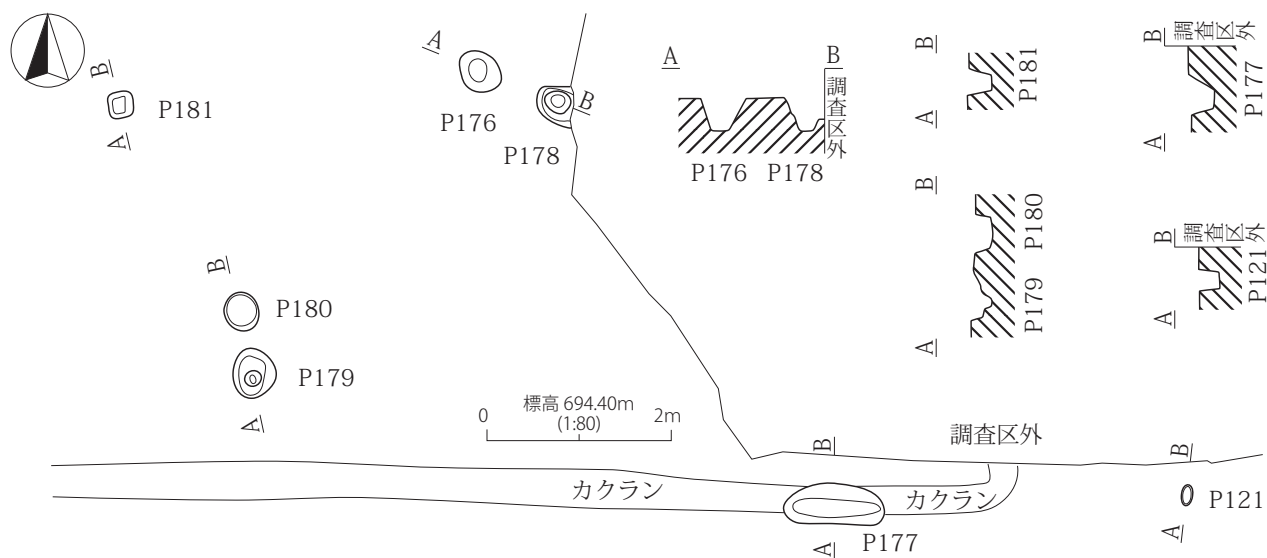 B
P181
A
A
P176
B
P178
A
B
調査区外
P176
P178
B
P181
A
B
調査区外
P177
A
B
P180
P179
A
B
調査区外
P121
A
B
P180
P179
A
標高 694.40m
0
(1:80)
2m
B
調査区外
B
カクラン
カクラン
P121
A
P177
A